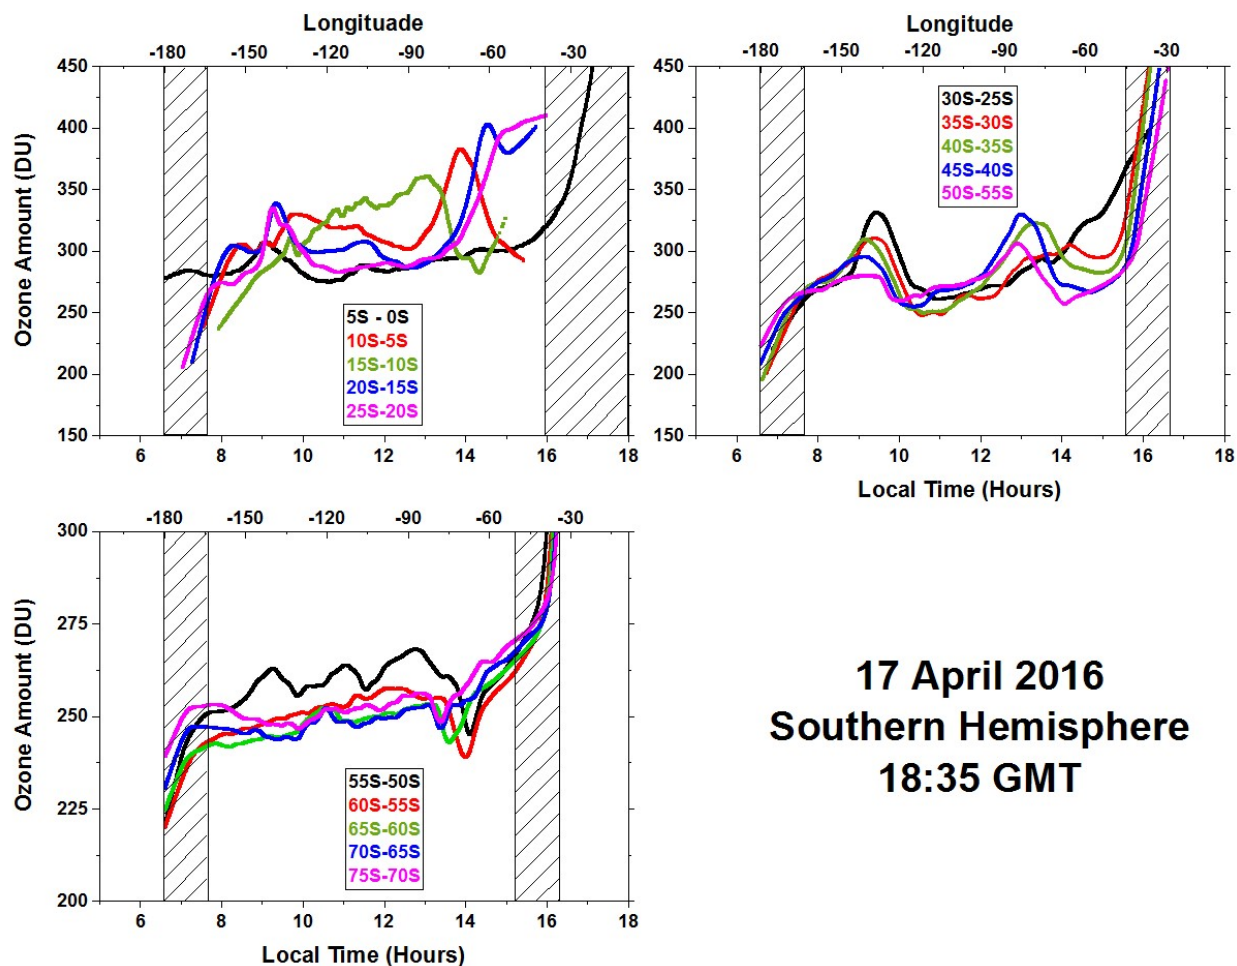 Longituade
-180 -150 -120 -90 -60 -30
450
400
350
300
250
200
150
Ozone Amount (DU)
5S - 0S
10S-5S
15S-10S
20S-15S
25S-20S
6 8 10 12 14 16 18
Longitude
-180 -140 -110 -80 -50 -30
450
400
350
300
250
200
150
30S-25S
35S-30S
40S-35S
45S-40S
50S-55S
6 8 10 12 14 16 18
Local Time (Hours)
-180 -150 -120 -90 -60 -30
300
275
250
225
200
Ozone Amount (DU)
55S-50S
60S-55S
65S-60S
70S-65S
75S-70S
6 8 10 12 14 16 18
Local Time (Hours)
17 April 2016
Southern Hemisphere
18:35 GMT